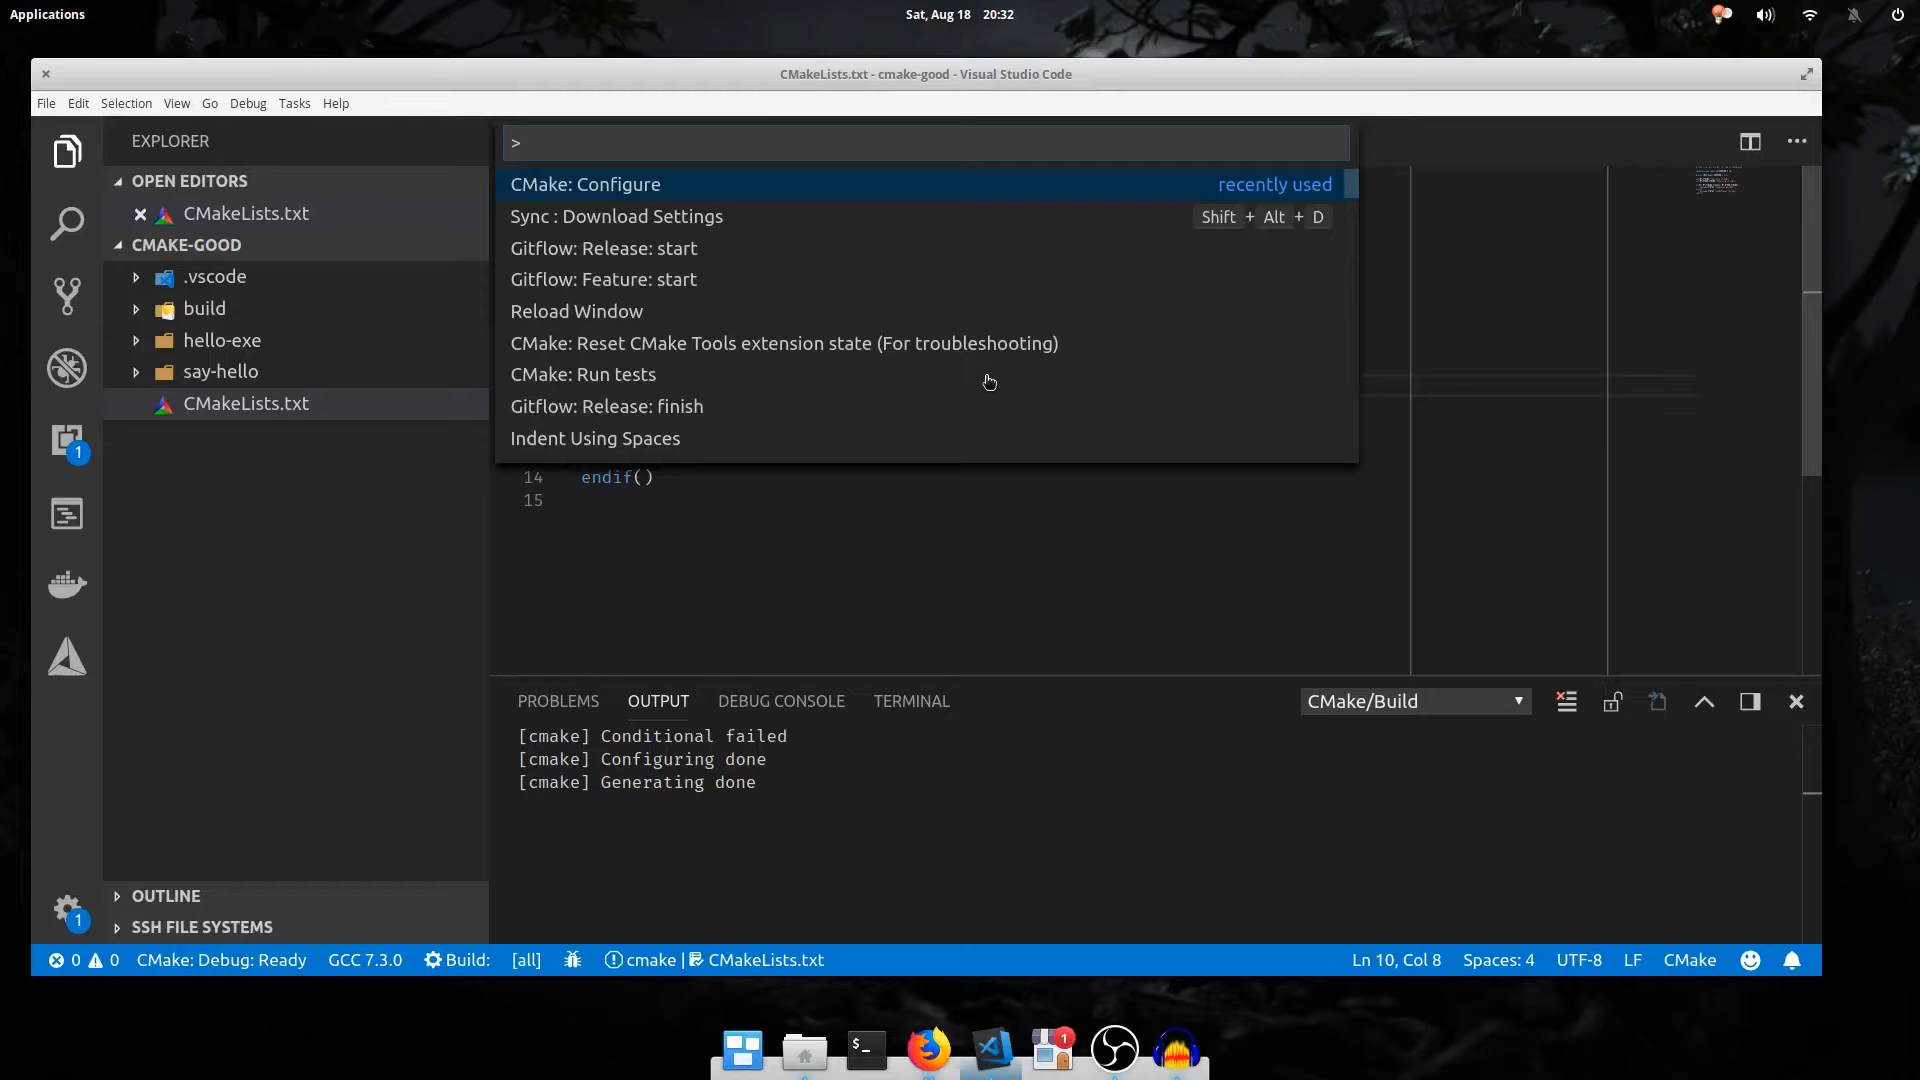 Applications
Sat, Aug 18 20:32
CMakeLists.txt - cmake-good - Visual Studio Code
File Edit Selection View Go Debug Tasks Help
EXPLORER
OPEN EDITORS
CMakeLists.txt
CMAKE-GOOD
.vscode
build
hello-exe
say-hello
CMakeLists.txt
OUTLINE
SSH FILE SYSTEMS
1
1
>
CMake: Configure recently used
Sync : Download Settings Shift + Alt + D
Gitflow: Release: start
Gitflow: Feature: start
Reload Window
CMake: Reset CMake Tools extension state (For troubleshooting)
CMake: Run tests
Gitflow: Release: finish
Indent Using Spaces
14 endif()
15
PROBLEMS OUTPUT DEBUG CONSOLE TERMINAL CMake/Build
[cmake] Conditional failed
[cmake] Configuring done
[cmake] Generating done
0 0 CMake: Debug: Ready GCC 7.3.0 Build: [all] cmake | CMakeLists.txt Ln 10, Col 8 Spaces: 4 UTF-8 LF CMake
$_
1